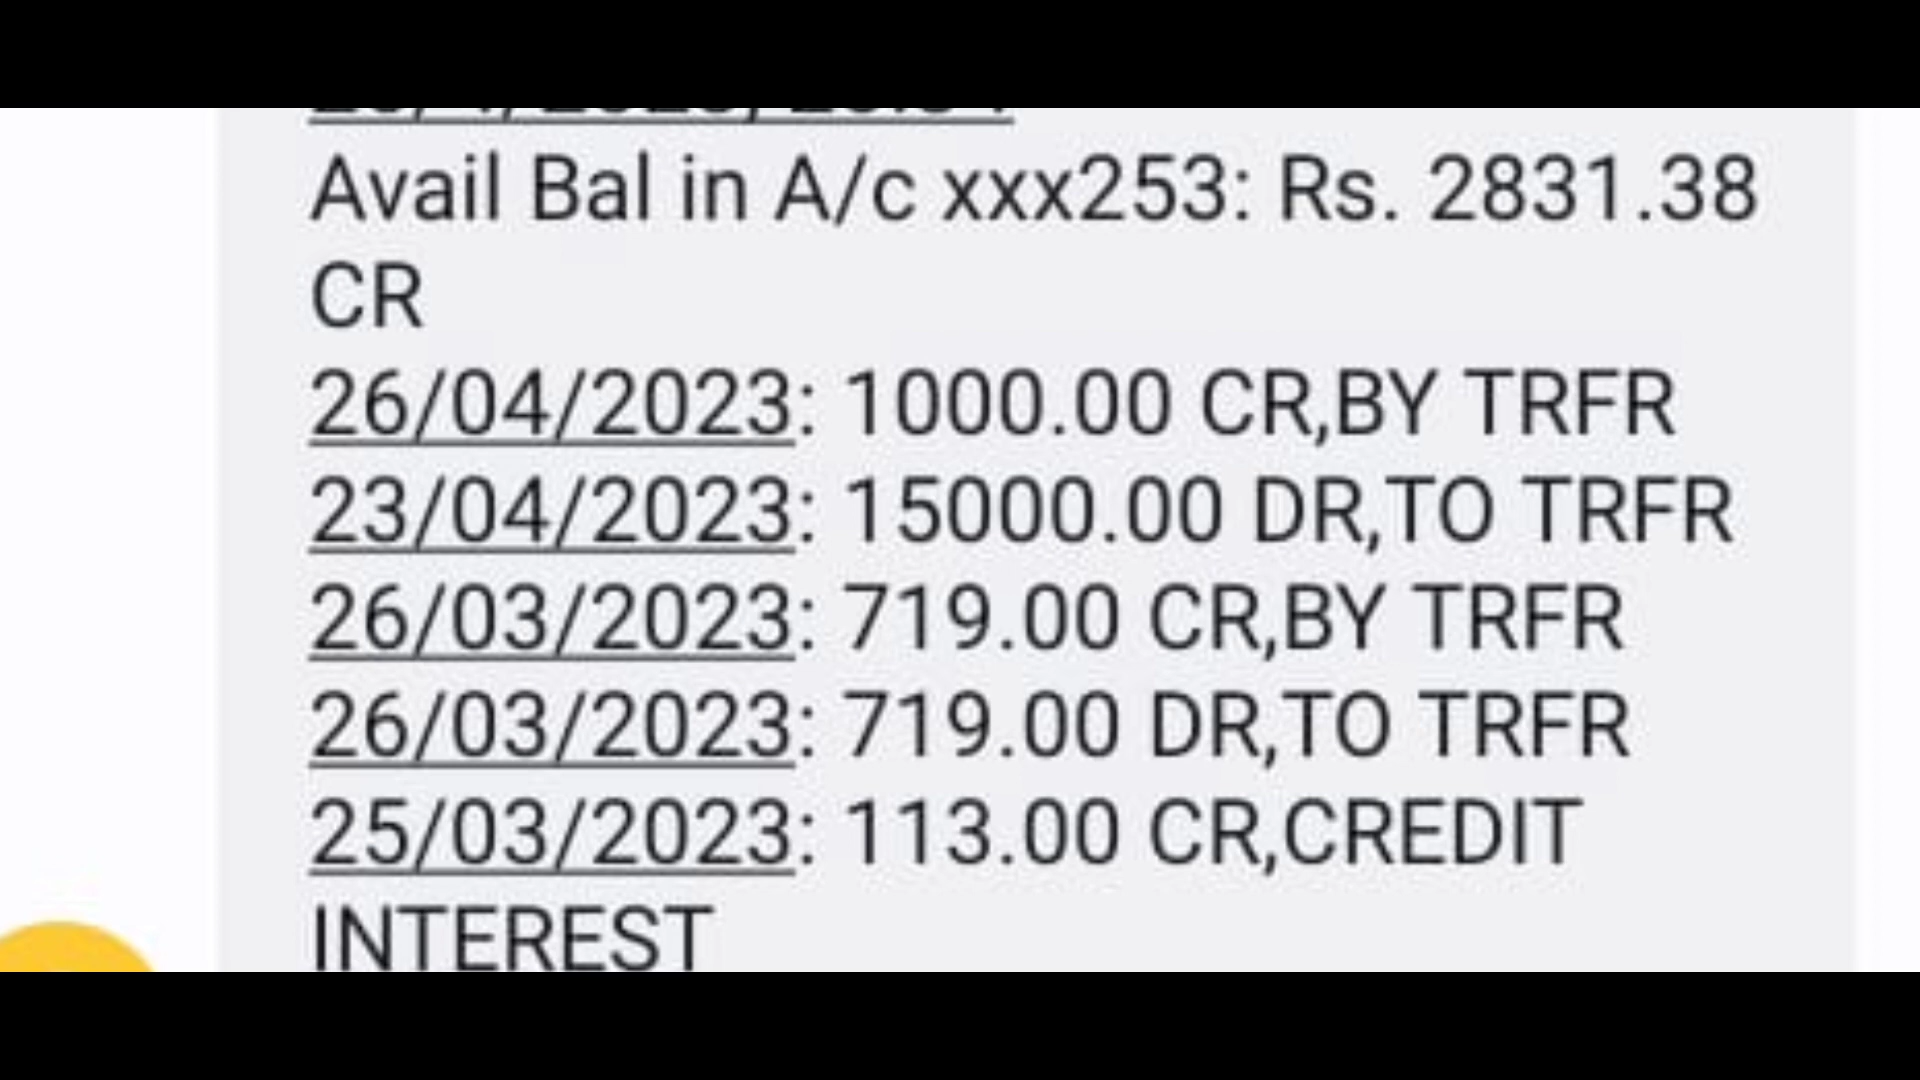 Avail Bal in A/c xxx253: Rs. 2831.38
CR
26/04/2023: 1000.00 CR,BY TRFR
23/04/2023: 15000.00 DR,TO TRFR
26/03/2023: 719.00 CR,BY TRFR
26/03/2023: 719.00 DR,TO TRFR
25/03/2023: 113.00 CR,CREDIT
INTEREST